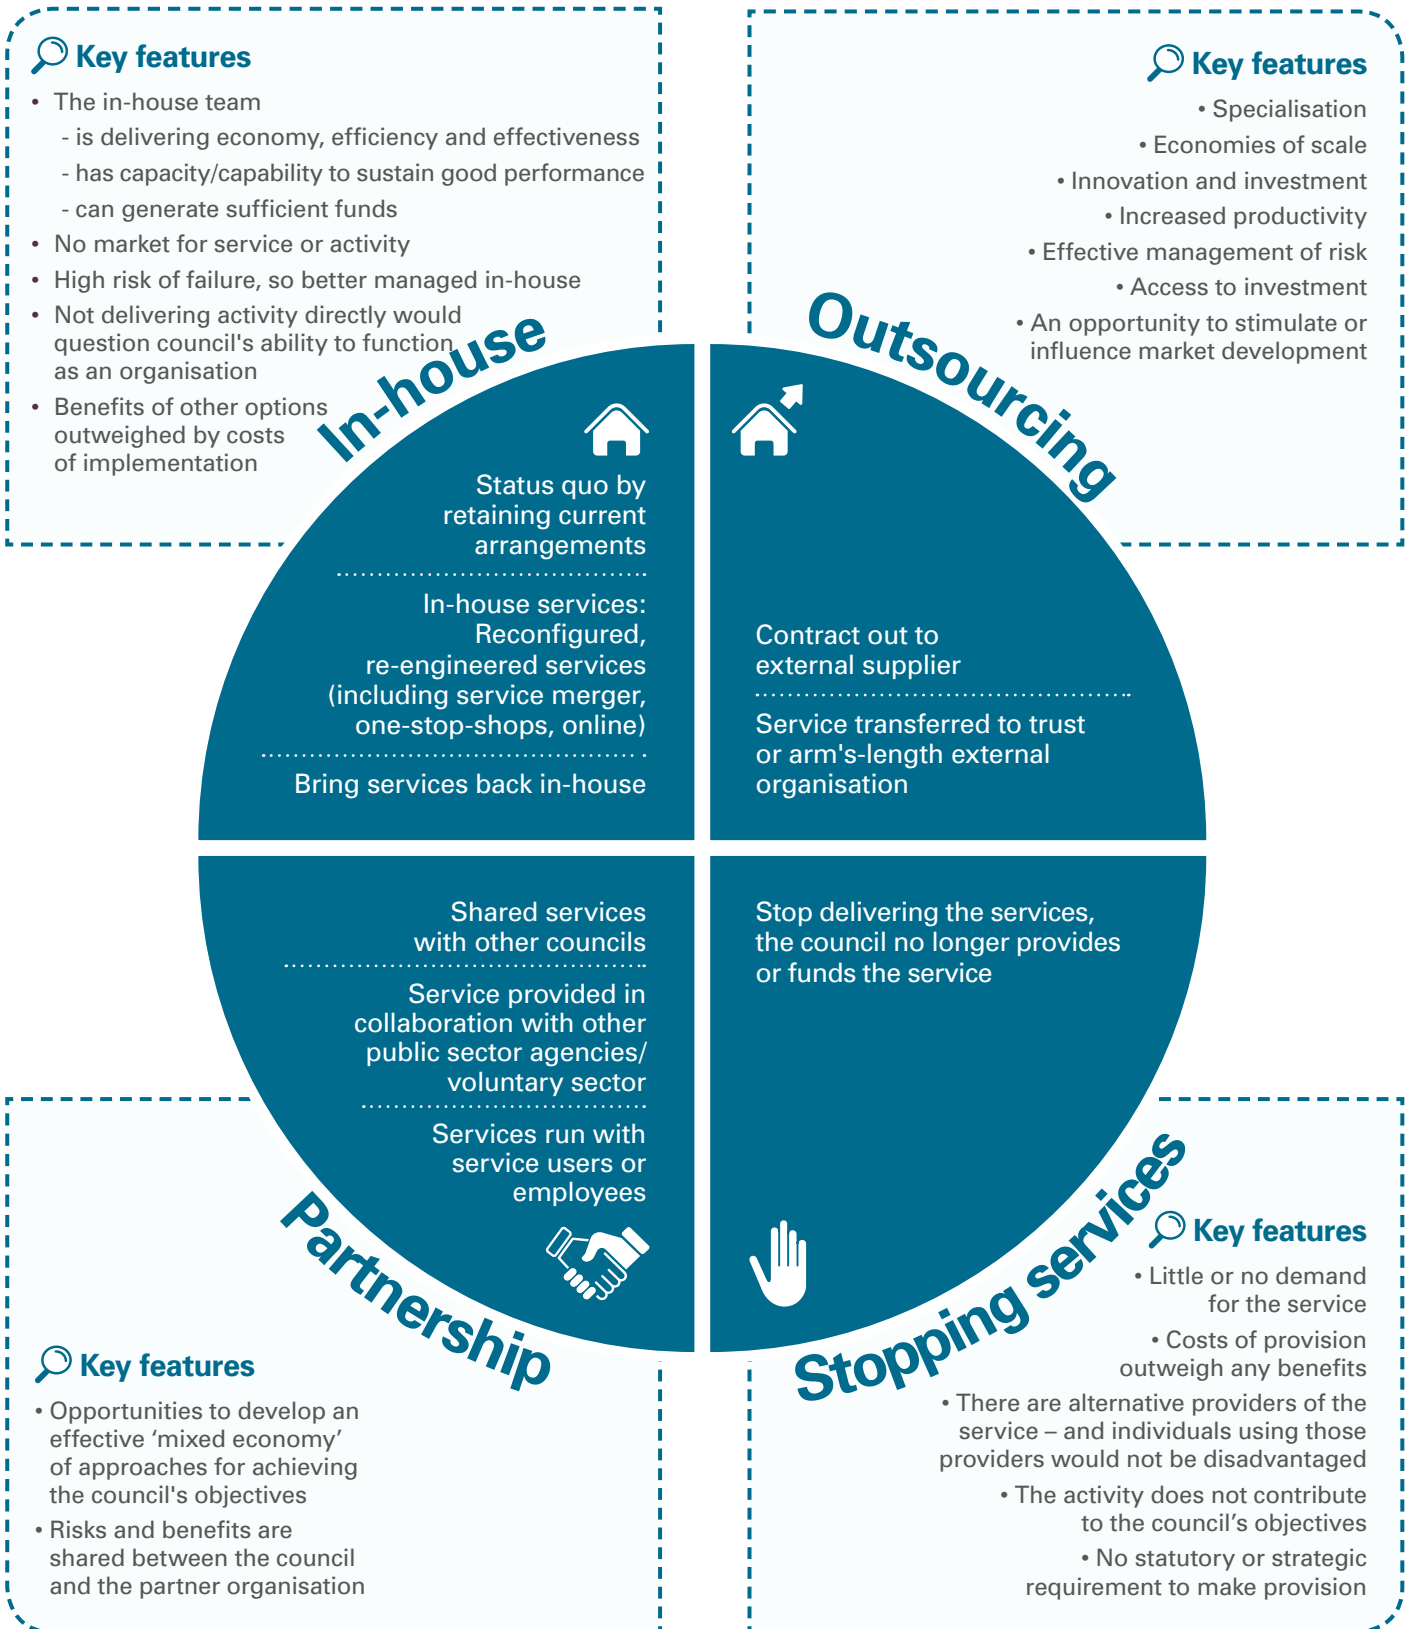 Key features
• The in-house team
- is delivering economy, efficiency and effectiveness
- has capacity/capability to sustain good performance
- can generate sufficient funds
• No market for service or activity
• High risk of failure, so better managed in-house
• Not delivering activity directly would
question council's ability to function
as an organisation
• Benefits of other options
outweighed by costs
of implementation
In-house
Status quo by
retaining current
arrangements
In-house services:
Reconfigured,
re-engineered services
(including service merger,
one-stop-shops, online)
Bring services back in-house
Key features
• Specialisation
• Economies of scale
• Innovation and investment
• Increased productivity
• Effective management of risk
• Access to investment
• An opportunity to stimulate or
influence market development
Outsourcing
Contract out to
external supplier
Service transferred to trust
or arm's-length external
organisation
Shared services
with other councils
Service provided in
collaboration with other
public sector agencies/
voluntary sector
Services run with
service users or
employees
Partnership
Key features
• Opportunities to develop an
effective ‘mixed economy’
of approaches for achieving
the council's objectives
• Risks and benefits are
shared between the council
and the partner organisation
Stop delivering the services,
the council no longer provides
or funds the service
Stopping services
Key features
• Little or no demand
for the service
• Costs of provision
outweigh any benefits
• There are alternative providers of the
service – and individuals using those
providers would not be disadvantaged
• The activity does not contribute
to the council’s objectives
• No statutory or strategic
requirement to make provision